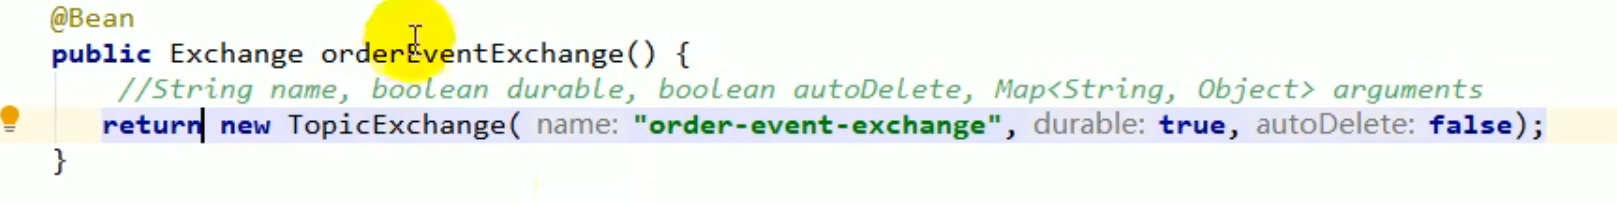 @Bean
public Exchange orderEventExchange() {
//String name, boolean durable, boolean autoDelete, Map<String, Object> arguments
return new TopicExchange( name: "order-event-exchange", durable: true, autoDelete: false);
}